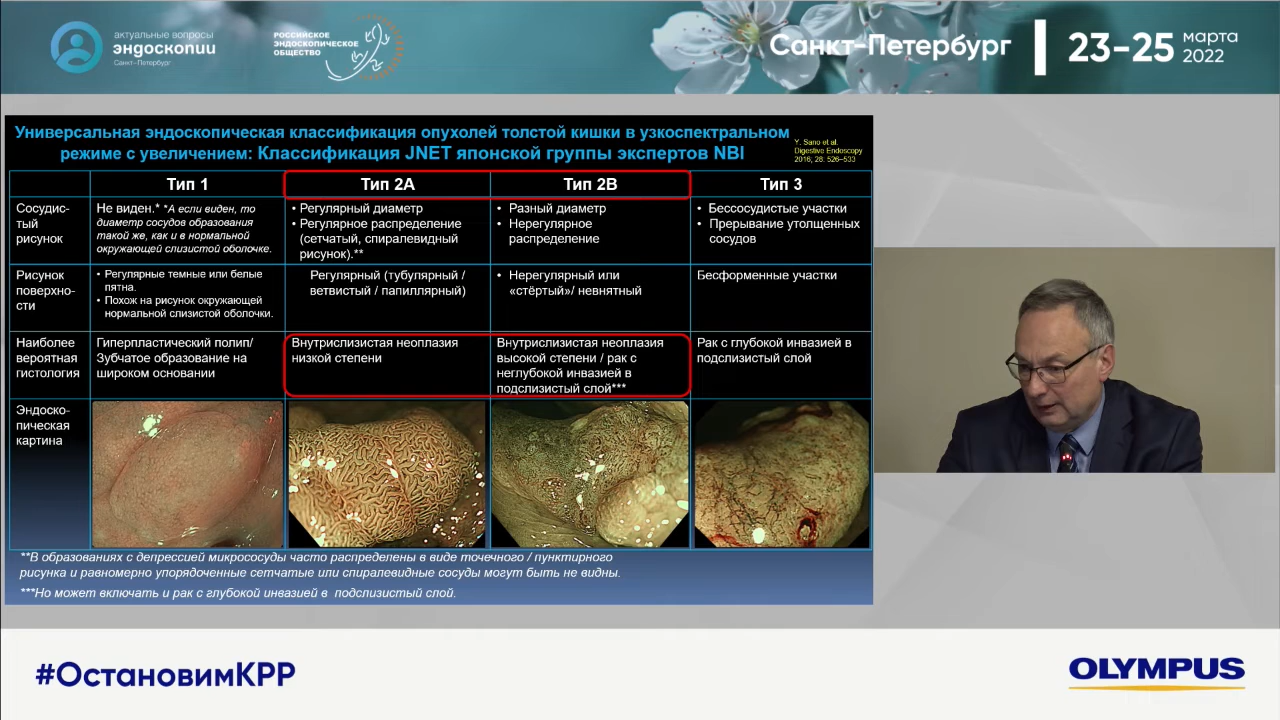 актуальные вопросы
эндоскопии
Санкт-Петербург
РОССИЙСКОЕ
ЭНДОСКОПИЧЕСКОЕ
ОБЩЕСТВО
Санкт-Петербург
23-25
марта
2022
Универсальная эндоскопическая классификация опухолей толстой кишки в узкоспектральном
режиме с увеличением: Классификация JNET японской группы экспертов NBI
Y. Sano et al.
Digestive Endoscopy
2016; 28: 526–533
Тип 1
Тип 2А
Тип 2В
Тип 3
Сосудис-
тый
рисунок
Не виден.* *А если виден, то
диаметр сосудов образования
такой же, как и в нормальной
окружающей слизистой оболочке.
• Регулярный диаметр
• Регулярное распределение
(сетчатый, спиралевидный
рисунок).**
• Разный диаметр
• Нерегулярное
распределение
• Бессосудистые участки
• Прерывание утолщенных
сосудов
Рисунок
поверхно-
сти
• Регулярные темные или белые
пятна.
• Похож на рисунок окружающей
нормальной слизистой оболочки.
Регулярный (тубулярный /
ветвистый / папиллярный)
• Нерегулярный или
«стёртый»/ невнятный
Бесформенные участки
Наиболее
вероятная
гистология
Гиперпластический полип/
Зубчатое образование на
широком основании
Внутрислизистая неоплазия
низкой степени
Внутрислизистая неоплазия
высокой степени / рак с
неглубокой инвазией в
подслизистый слой***
Рак с глубокой инвазией в
подслизистый слой
Эндоско-
пическая
картина
**В образованиях с депрессией микрососуды часто распределены в виде точечного / пунктирного
рисунка и равномерно упорядоченные сетчатые или спиралевидные сосуды могут быть не видны.
***Но может включать и рак с глубокой инвазией в подслизистый слой.
#ОстановимКРР
OLYMPUS